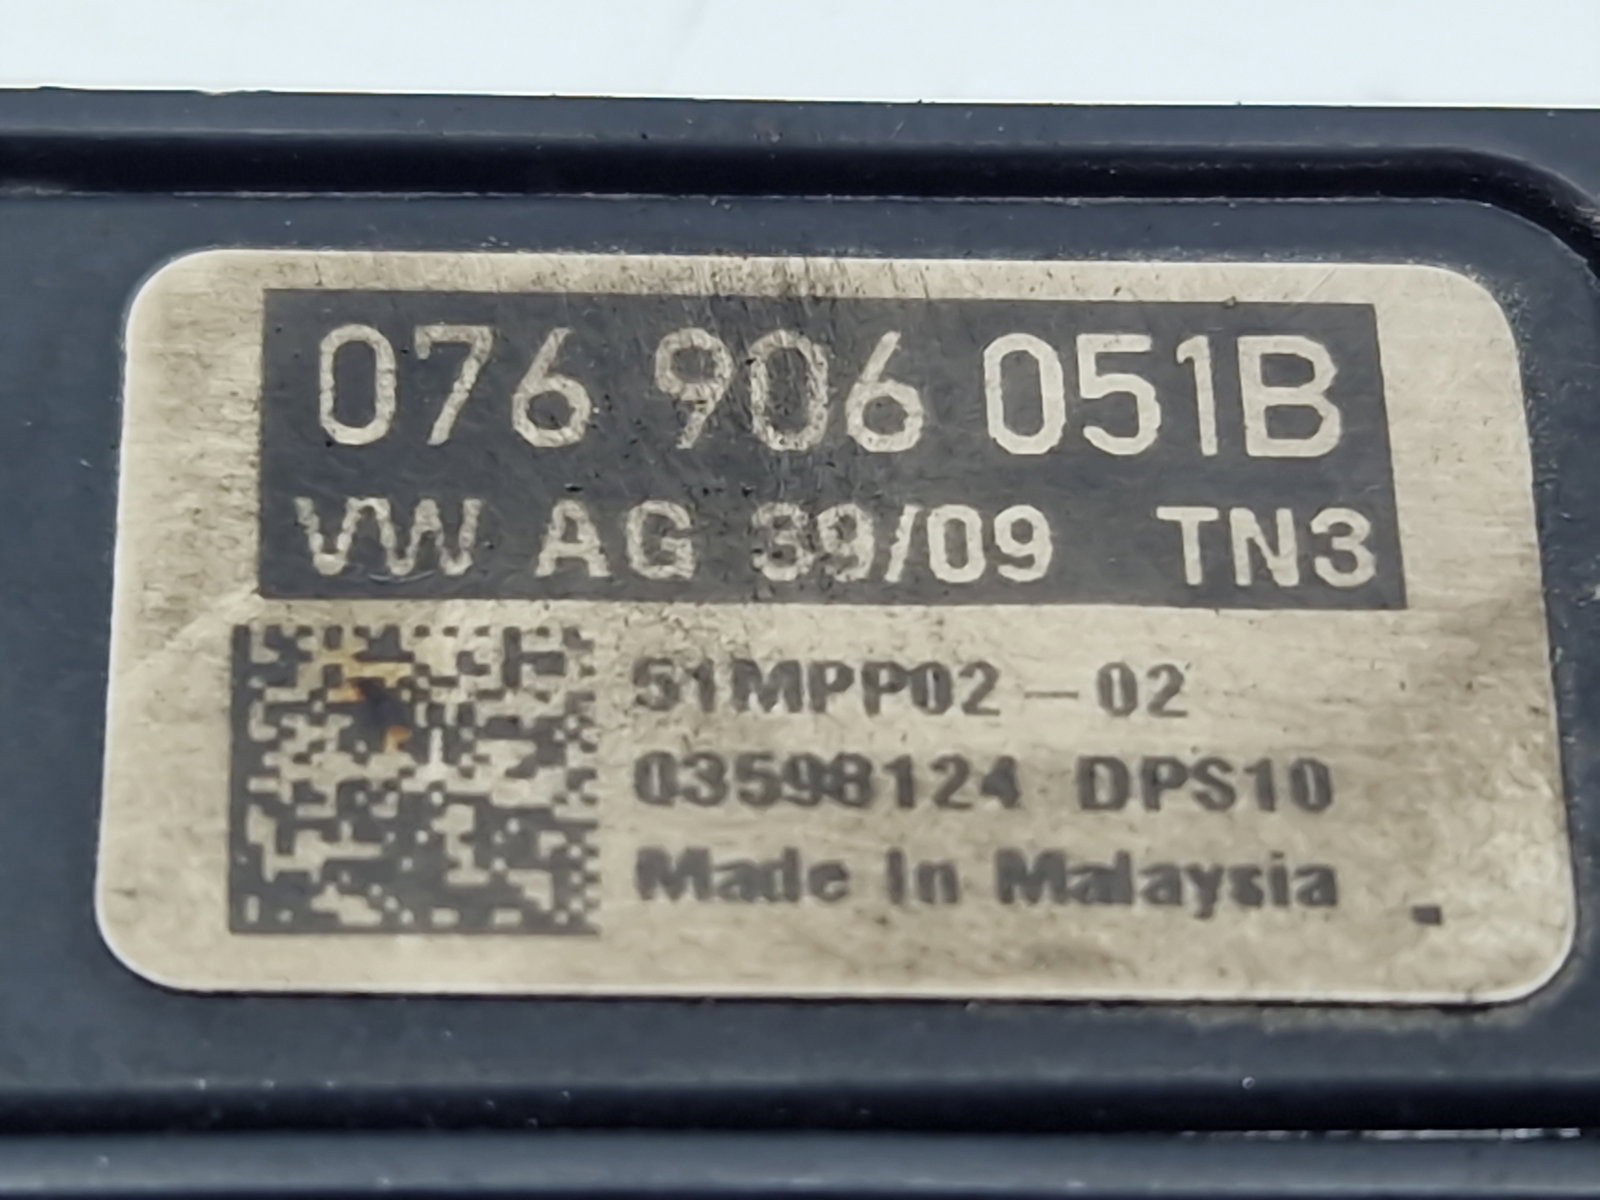 076 906 051B
VW AG 39/09 TN3
51MPP02-02
03598124 DPS10
Made In Malaysia